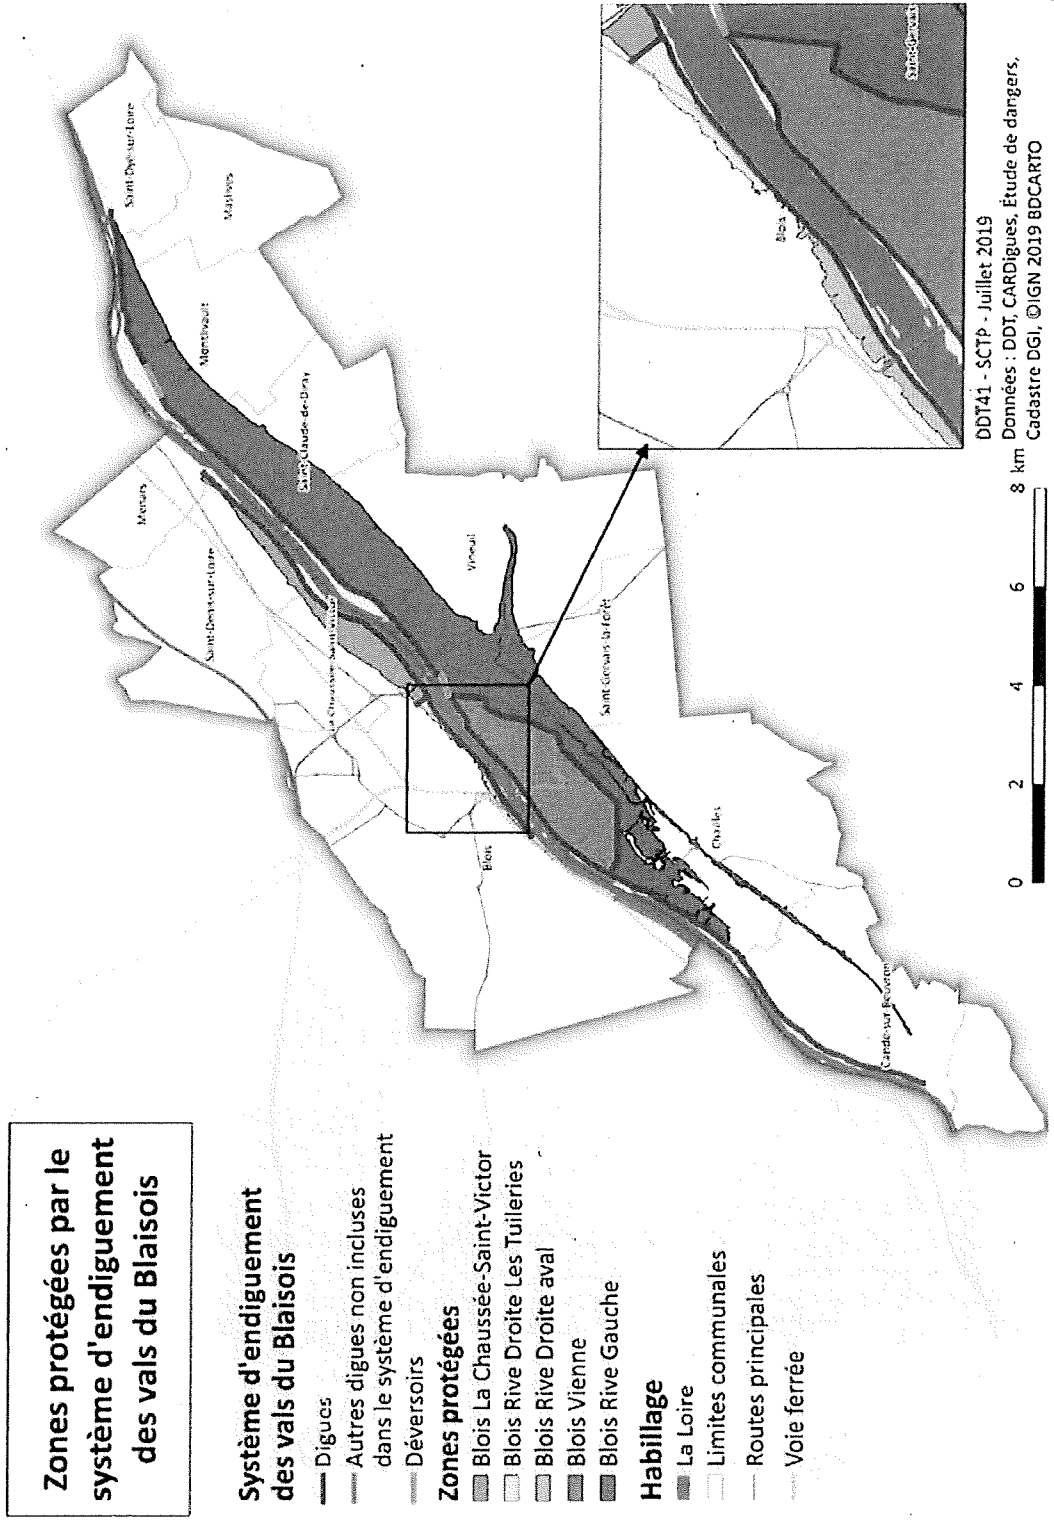 Zones protégées par le
système d'endiguement
des vals du Blaisois
Système d'endiguement
des vals du Blaisois
Digues
Autres digues non incluses
dans le système d'endiguement
Déversoirs
Zones protégées
Blois La Chaussée-Saint-Victor
Blois Rive Droite Les Tuileries
Blois Rive Droite aval
Blois Vienne
Blois Rive Gauche
Habillage
La Loire
Limites communales
Routes principales
Voie ferrée
Saint-Dyé-sur-Loire
Maslives
Montlivault
Saint-Claude-de-Diray
Menars
Saint-Denis-sur-Loire
La Chaussée-Saint-Victor
Vineuil
Saint-Gervais-la-Forêt
Blois
Chailles
Candé-sur-Beuvron
Blois
0 2 4 6 8 km
DDT41 - SCTP - Juillet 2019
Données : DDT, CARDigues, Étude de dangers,
Cadastre DGI, ©IGN 2019 BDCARTO